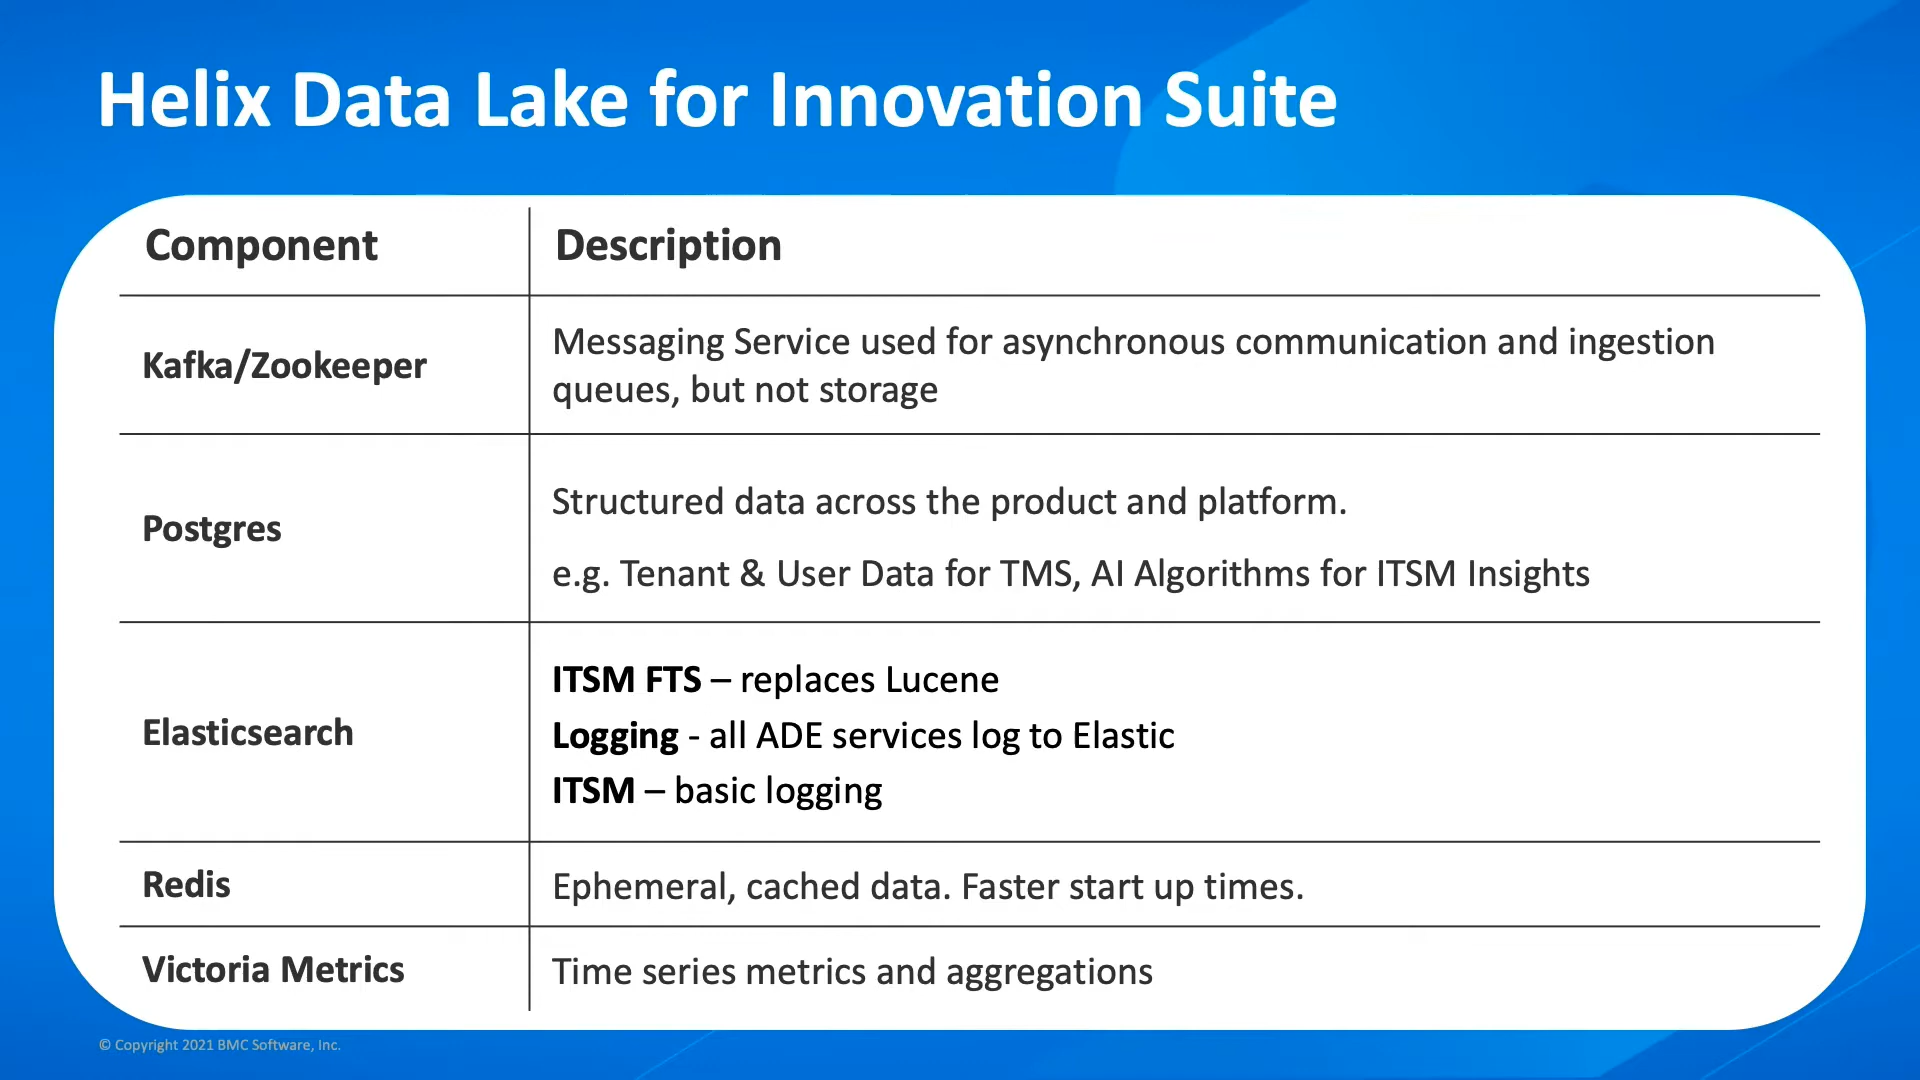 Helix Data Lake for Innovation Suite
Component
Description
Kafka/Zookeeper
Messaging Service used for asynchronous communication and ingestion
queues, but not storage
Postgres
Structured data across the product and platform.
e.g. Tenant & User Data for TMS, AI Algorithms for ITSM Insights
Elasticsearch
ITSM FTS – replaces Lucene
Logging - all ADE services log to Elastic
ITSM – basic logging
Redis
Ephemeral, cached data. Faster start up times.
Victoria Metrics
Time series metrics and aggregations
© Copyright 2021 BMC Software, Inc.